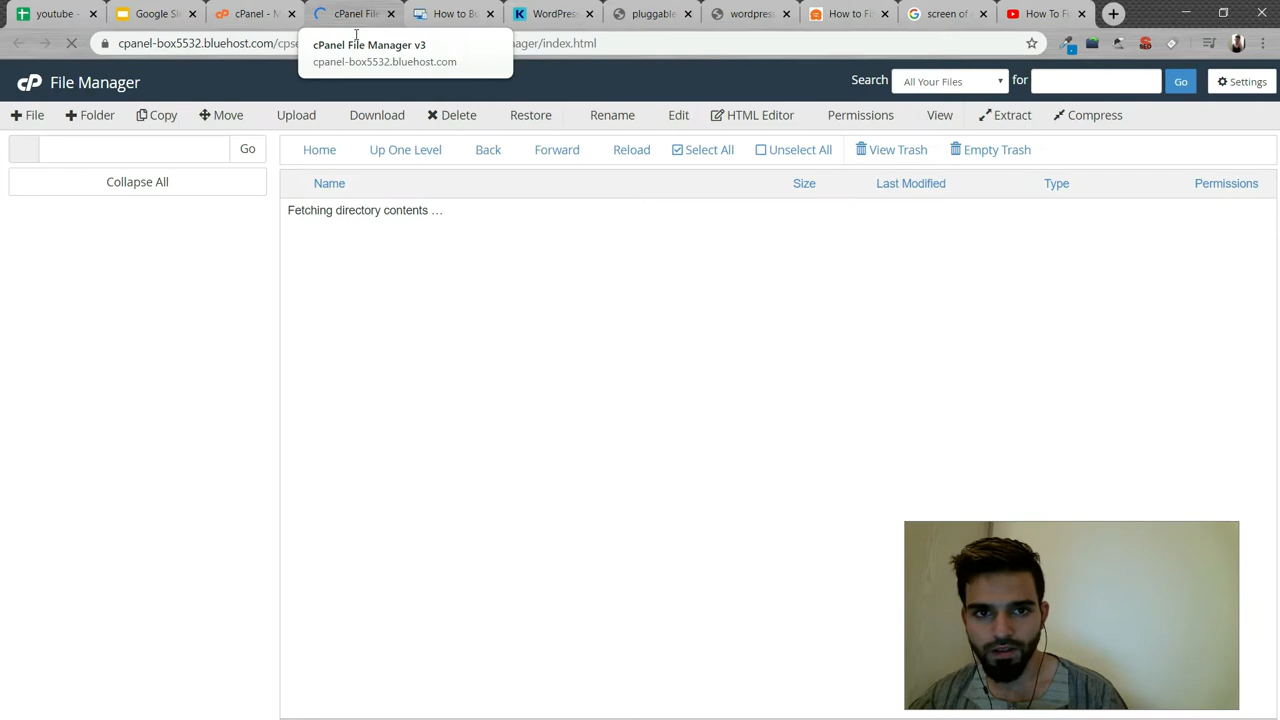 youtube -
Google Sl
cPanel - M
cPanel File
How to B
WordPres
pluggable
wordpress
How to Fi
screen of
How To Fi
cpanel-box5532.bluehost.com/cpse
ager/index.html
cPanel File Manager v3
cpanel-box5532.bluehost.com
cP File Manager
Search All Your Files for Go Settings
File Folder Copy Move Upload Download Delete Restore Rename Edit HTML Editor Permissions View Extract Compress
Go
Home Up One Level Back Forward Reload Select All Unselect All View Trash Empty Trash
Collapse All
Name Size Last Modified Type Permissions
Fetching directory contents …